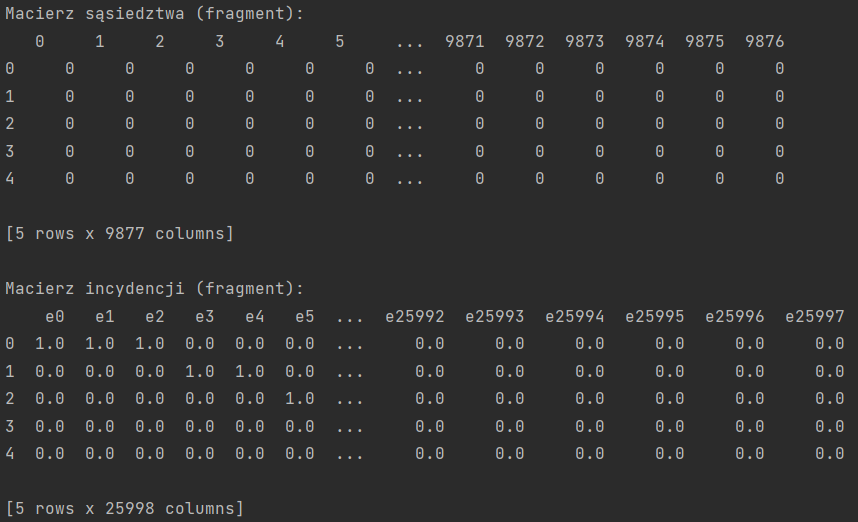 Macierz sąsiedztwa (fragment):
   0     1     2     3     4     5     ...  9871  9872  9873  9874  9875  9876
0     0     0     0     0     0     0  ...     0     0     0     0     0     0
1     0     0     0     0     0     0  ...     0     0     0     0     0     0
2     0     0     0     0     0     0  ...     0     0     0     0     0     0
3     0     0     0     0     0     0  ...     0     0     0     0     0     0
4     0     0     0     0     0     0  ...     0     0     0     0     0     0

[5 rows x 9877 columns]

Macierz incydencji (fragment):
    e0   e1   e2   e3   e4   e5  ...  e25992  e25993  e25994  e25995  e25996  e25997
0  1.0  1.0  1.0  0.0  0.0  0.0  ...     0.0     0.0     0.0     0.0     0.0     0.0
1  0.0  0.0  0.0  1.0  1.0  0.0  ...     0.0     0.0     0.0     0.0     0.0     0.0
2  0.0  0.0  0.0  0.0  0.0  1.0  ...     0.0     0.0     0.0     0.0     0.0     0.0
3  0.0  0.0  0.0  0.0  0.0  0.0  ...     0.0     0.0     0.0     0.0     0.0     0.0
4  0.0  0.0  0.0  0.0  0.0  0.0  ...     0.0     0.0     0.0     0.0     0.0     0.0

[5 rows x 25998 columns]